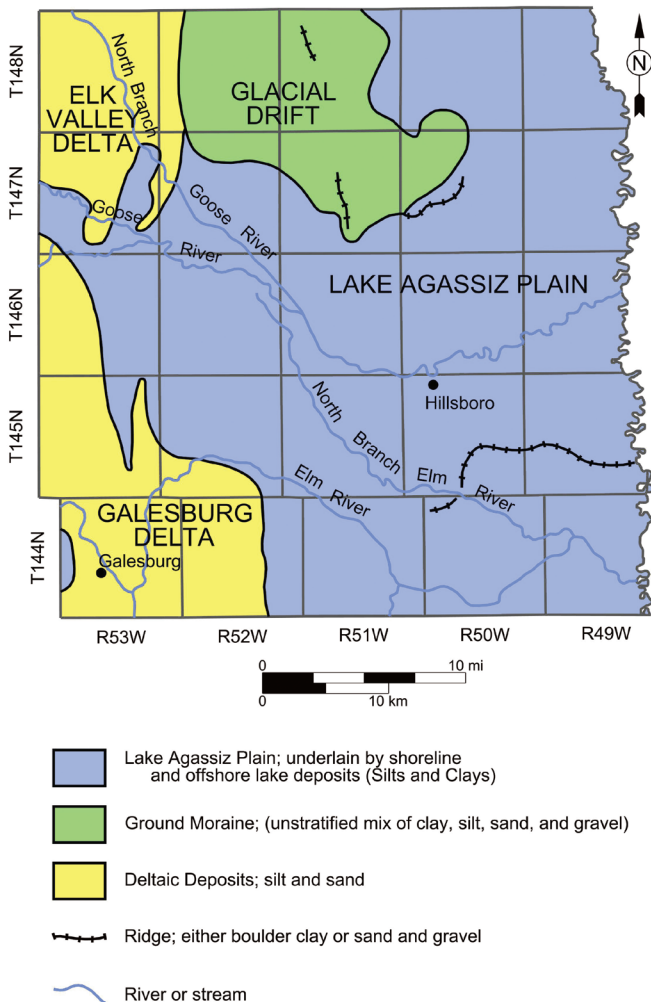 T148N
T147N
T146N
T145N
T144N
North Branch
ELK
VALLEY
DELTA
GLACIAL
DRIFT
N
Goose River
Goose River
LAKE AGASSIZ PLAIN
Hillsboro
North Branch Elm River
Elm River
GALESBURG
DELTA
Galesburg
R53W R52W R51W R50W R49W
0 10 mi
0 10 km
Lake Agassiz Plain; underlain by shoreline
and offshore lake deposits (Silts and Clays)
Ground Moraine; (unstratified mix of clay, silt, sand, and gravel)
Deltaic Deposits; silt and sand
Ridge; either boulder clay or sand and gravel
River or stream